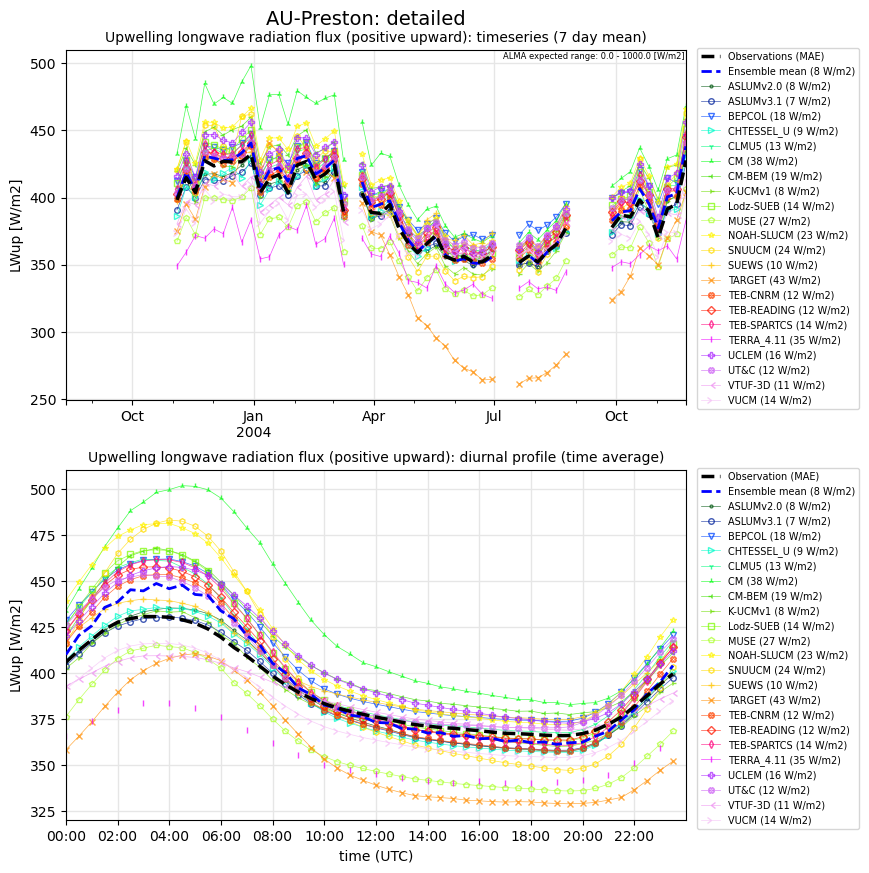 AU-Preston: detailed
Upwelling longwave radiation flux (positive upward): timeseries (7 day mean)
ALMA expected range: 0.0 - 1000.0 [W/m2]
LWup [W/m2]
500
450
400
350
300
250
Oct
Jan
2004
Apr
Jul
Oct
Observations (MAE)
Ensemble mean (8 W/m2)
ASLUMv2.0 (8 W/m2)
ASLUMv3.1 (7 W/m2)
BEPCOL (18 W/m2)
CHTESSEL_U (9 W/m2)
CLMU5 (13 W/m2)
CM (38 W/m2)
CM-BEM (19 W/m2)
K-UCMv1 (8 W/m2)
Lodz-SUEB (14 W/m2)
MUSE (27 W/m2)
NOAH-SLUCM (23 W/m2)
SNUUCM (24 W/m2)
SUEWS (10 W/m2)
TARGET (43 W/m2)
TEB-CNRM (12 W/m2)
TEB-READING (12 W/m2)
TEB-SPARTCS (14 W/m2)
TERRA_4.11 (35 W/m2)
UCLEM (16 W/m2)
UT&C (12 W/m2)
VTUF-3D (11 W/m2)
VUCM (14 W/m2)
Upwelling longwave radiation flux (positive upward): diurnal profile (time average)
LWup [W/m2]
500
475
450
425
400
375
350
325
00:00
02:00
04:00
06:00
08:00
10:00
12:00
14:00
16:00
18:00
20:00
22:00
time (UTC)
Observation (MAE)
Ensemble mean (8 W/m2)
ASLUMv2.0 (8 W/m2)
ASLUMv3.1 (7 W/m2)
BEPCOL (18 W/m2)
CHTESSEL_U (9 W/m2)
CLMU5 (13 W/m2)
CM (38 W/m2)
CM-BEM (19 W/m2)
K-UCMv1 (8 W/m2)
Lodz-SUEB (14 W/m2)
MUSE (27 W/m2)
NOAH-SLUCM (23 W/m2)
SNUUCM (24 W/m2)
SUEWS (10 W/m2)
TARGET (43 W/m2)
TEB-CNRM (12 W/m2)
TEB-READING (12 W/m2)
TEB-SPARTCS (14 W/m2)
TERRA_4.11 (35 W/m2)
UCLEM (16 W/m2)
UT&C (12 W/m2)
VTUF-3D (11 W/m2)
VUCM (14 W/m2)